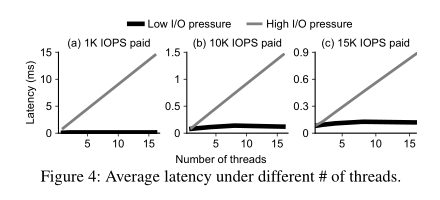 Low I/O pressure High I/O pressure
(a) 1K IOPS paid (b) 10K IOPS paid (c) 15K IOPS paid
Latency (ms)
15
10
5
0
5 10 15
1.5
1
0.5
0
5 10 15
0.9
0.6
0.3
0
5 10 15
Number of threads
Figure 4: Average latency under different # of threads.